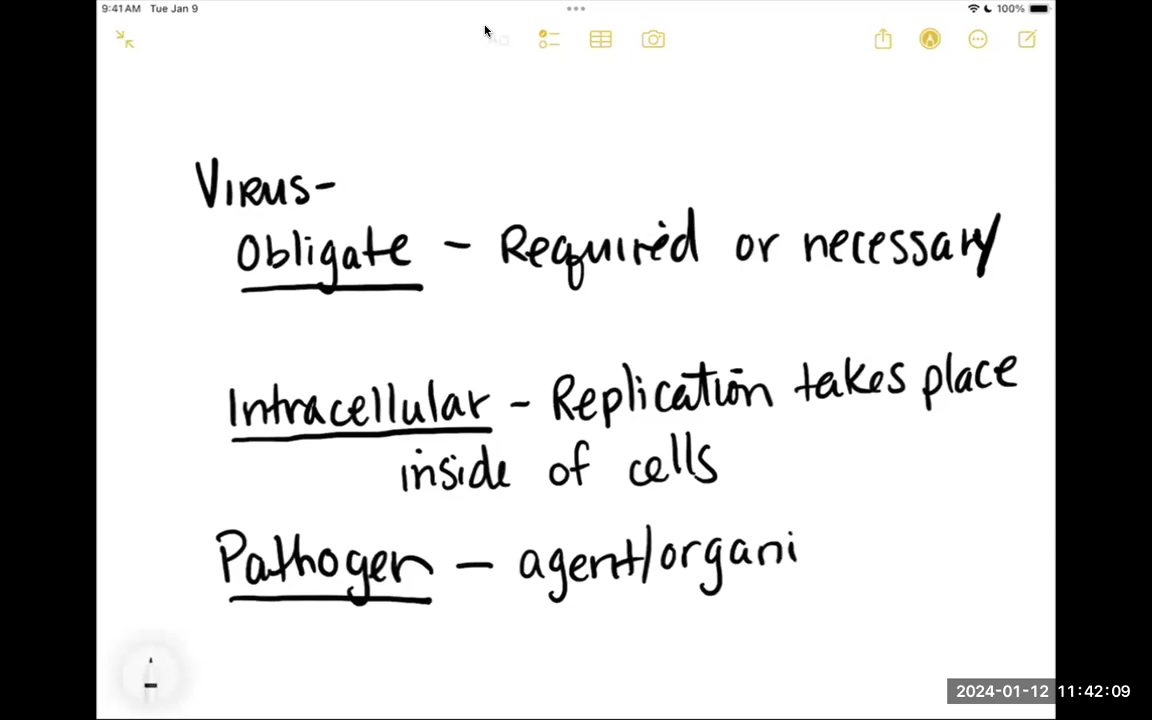 9:41 AM Tue Jan 9
100%
Virus-
Obligate - Required or necessary
Intracellular - Replication takes place
inside of cells
Pathogen - agent/organi
2024-01-12 11:42:09